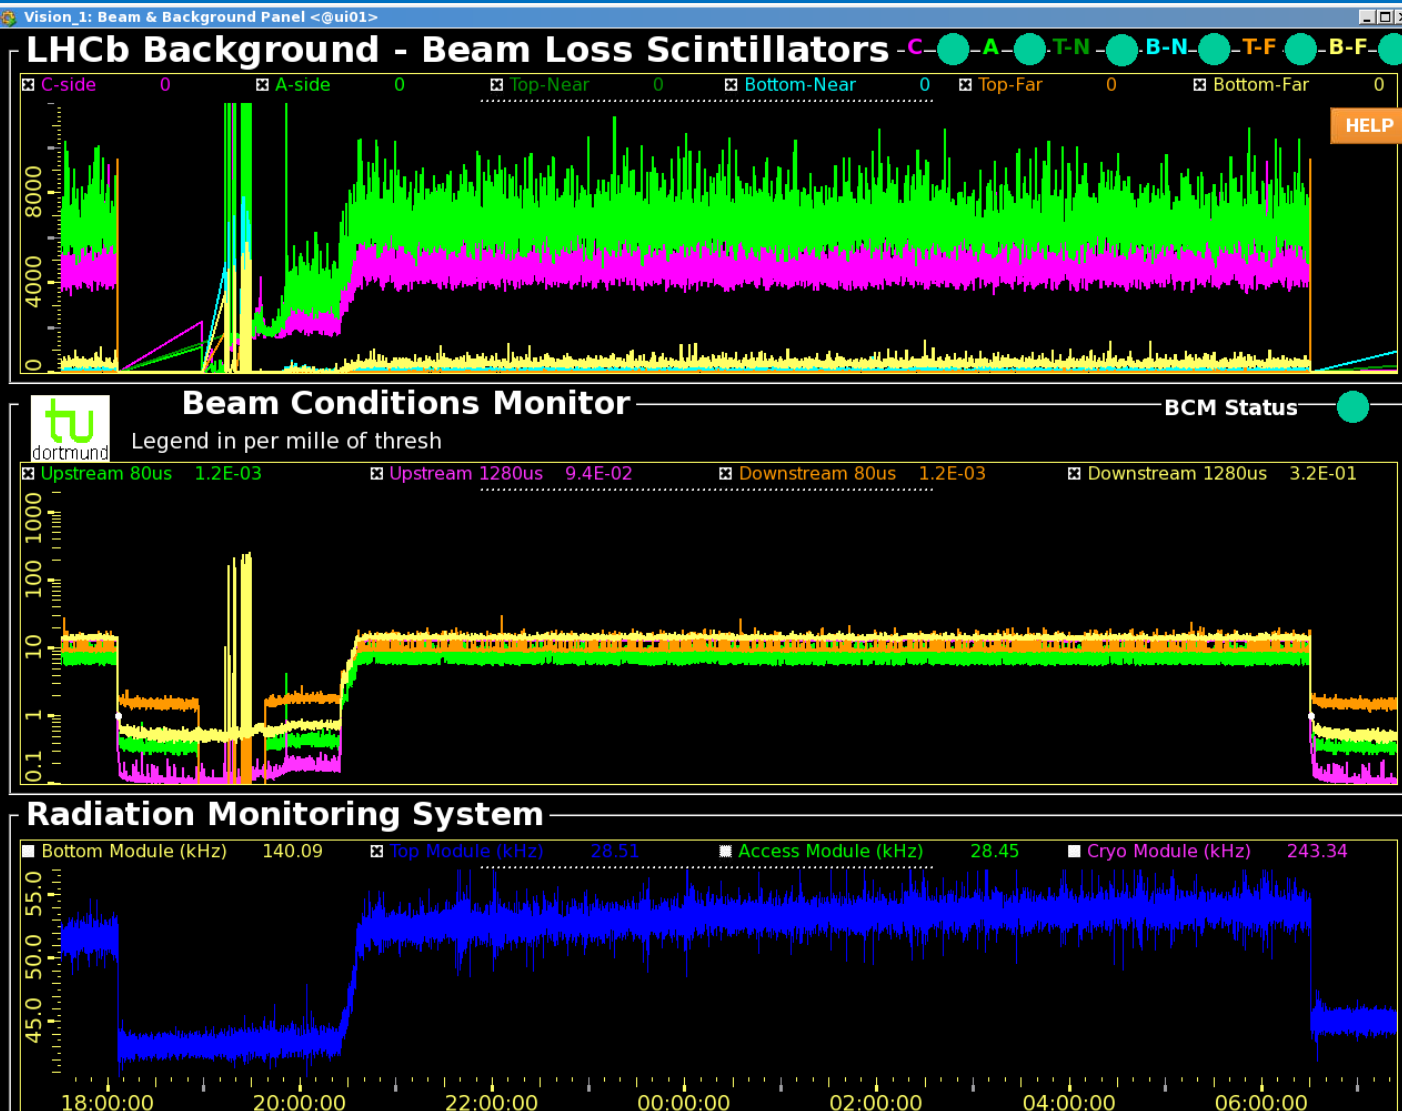 Vision_1: Beam & Background Panel <@ui01>
LHCb Background - Beam Loss Scintillators C A T-N B-N T-F B-F
C-side 0 A-side 0 Top-Near 0 Bottom-Near 0 Top-Far 0 Bottom-Far 0
HELP
8000
4000
0
Beam Conditions Monitor BCM Status
tu
dortmund
Legend in per mille of thresh
Upstream 80us 1.2E-03 Upstream 1280us 9.4E-02 Downstream 80us 1.2E-03 Downstream 1280us 3.2E-01
1000
100
10
1
0.1
Radiation Monitoring System
Bottom Module (kHz) 140.09 Top Module (kHz) 28.51 Access Module (kHz) 28.45 Cryo Module (kHz) 243.34
55.0
50.0
45.0
18:00:00 20:00:00 22:00:00 00:00:00 02:00:00 04:00:00 06:00:00